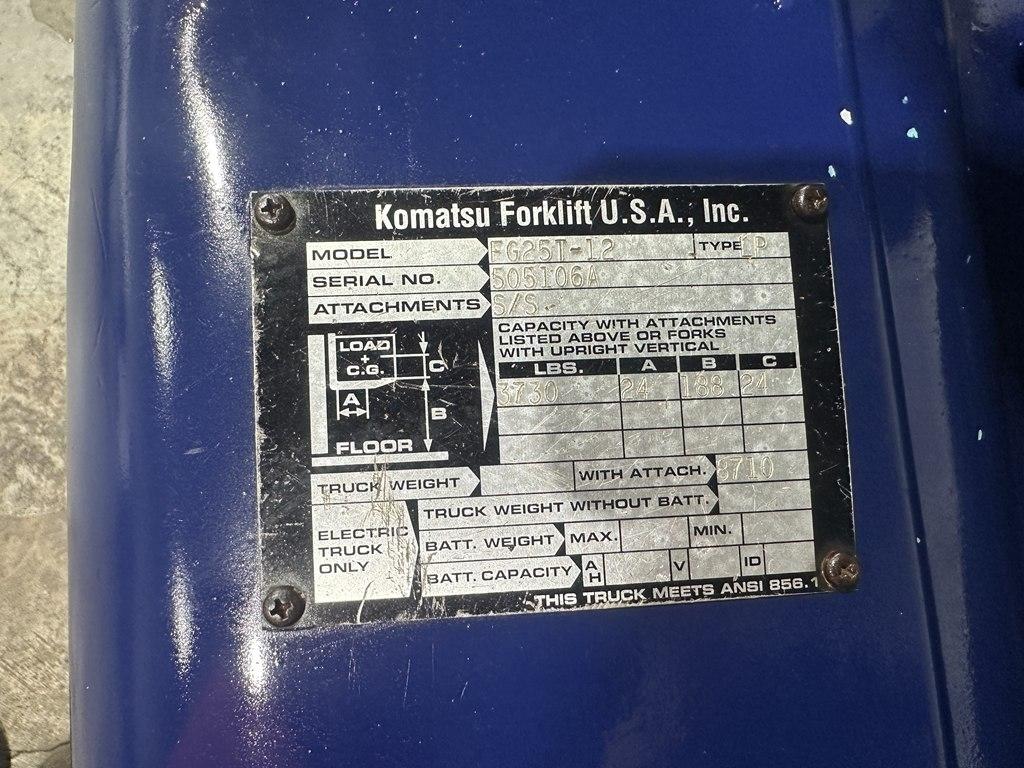 Komatsu Forklift U.S.A., Inc.
MODEL FG25T-12 TYPE LP
SERIAL NO. 505106A
ATTACHMENTS S/S
CAPACITY WITH ATTACHMENTS
LISTED ABOVE OR FORKS
WITH UPRIGHT VERTICAL
LOAD
+
C.G.
C
A
B
FLOOR
LBS. A B C
3730 24 188 24
TRUCK WEIGHT WITH ATTACH. 8710
ELECTRIC
TRUCK
ONLY
TRUCK WEIGHT WITHOUT BATT.
BATT. WEIGHT MAX. MIN.
BATT. CAPACITY AH V ID
THIS TRUCK MEETS ANSI 856.1